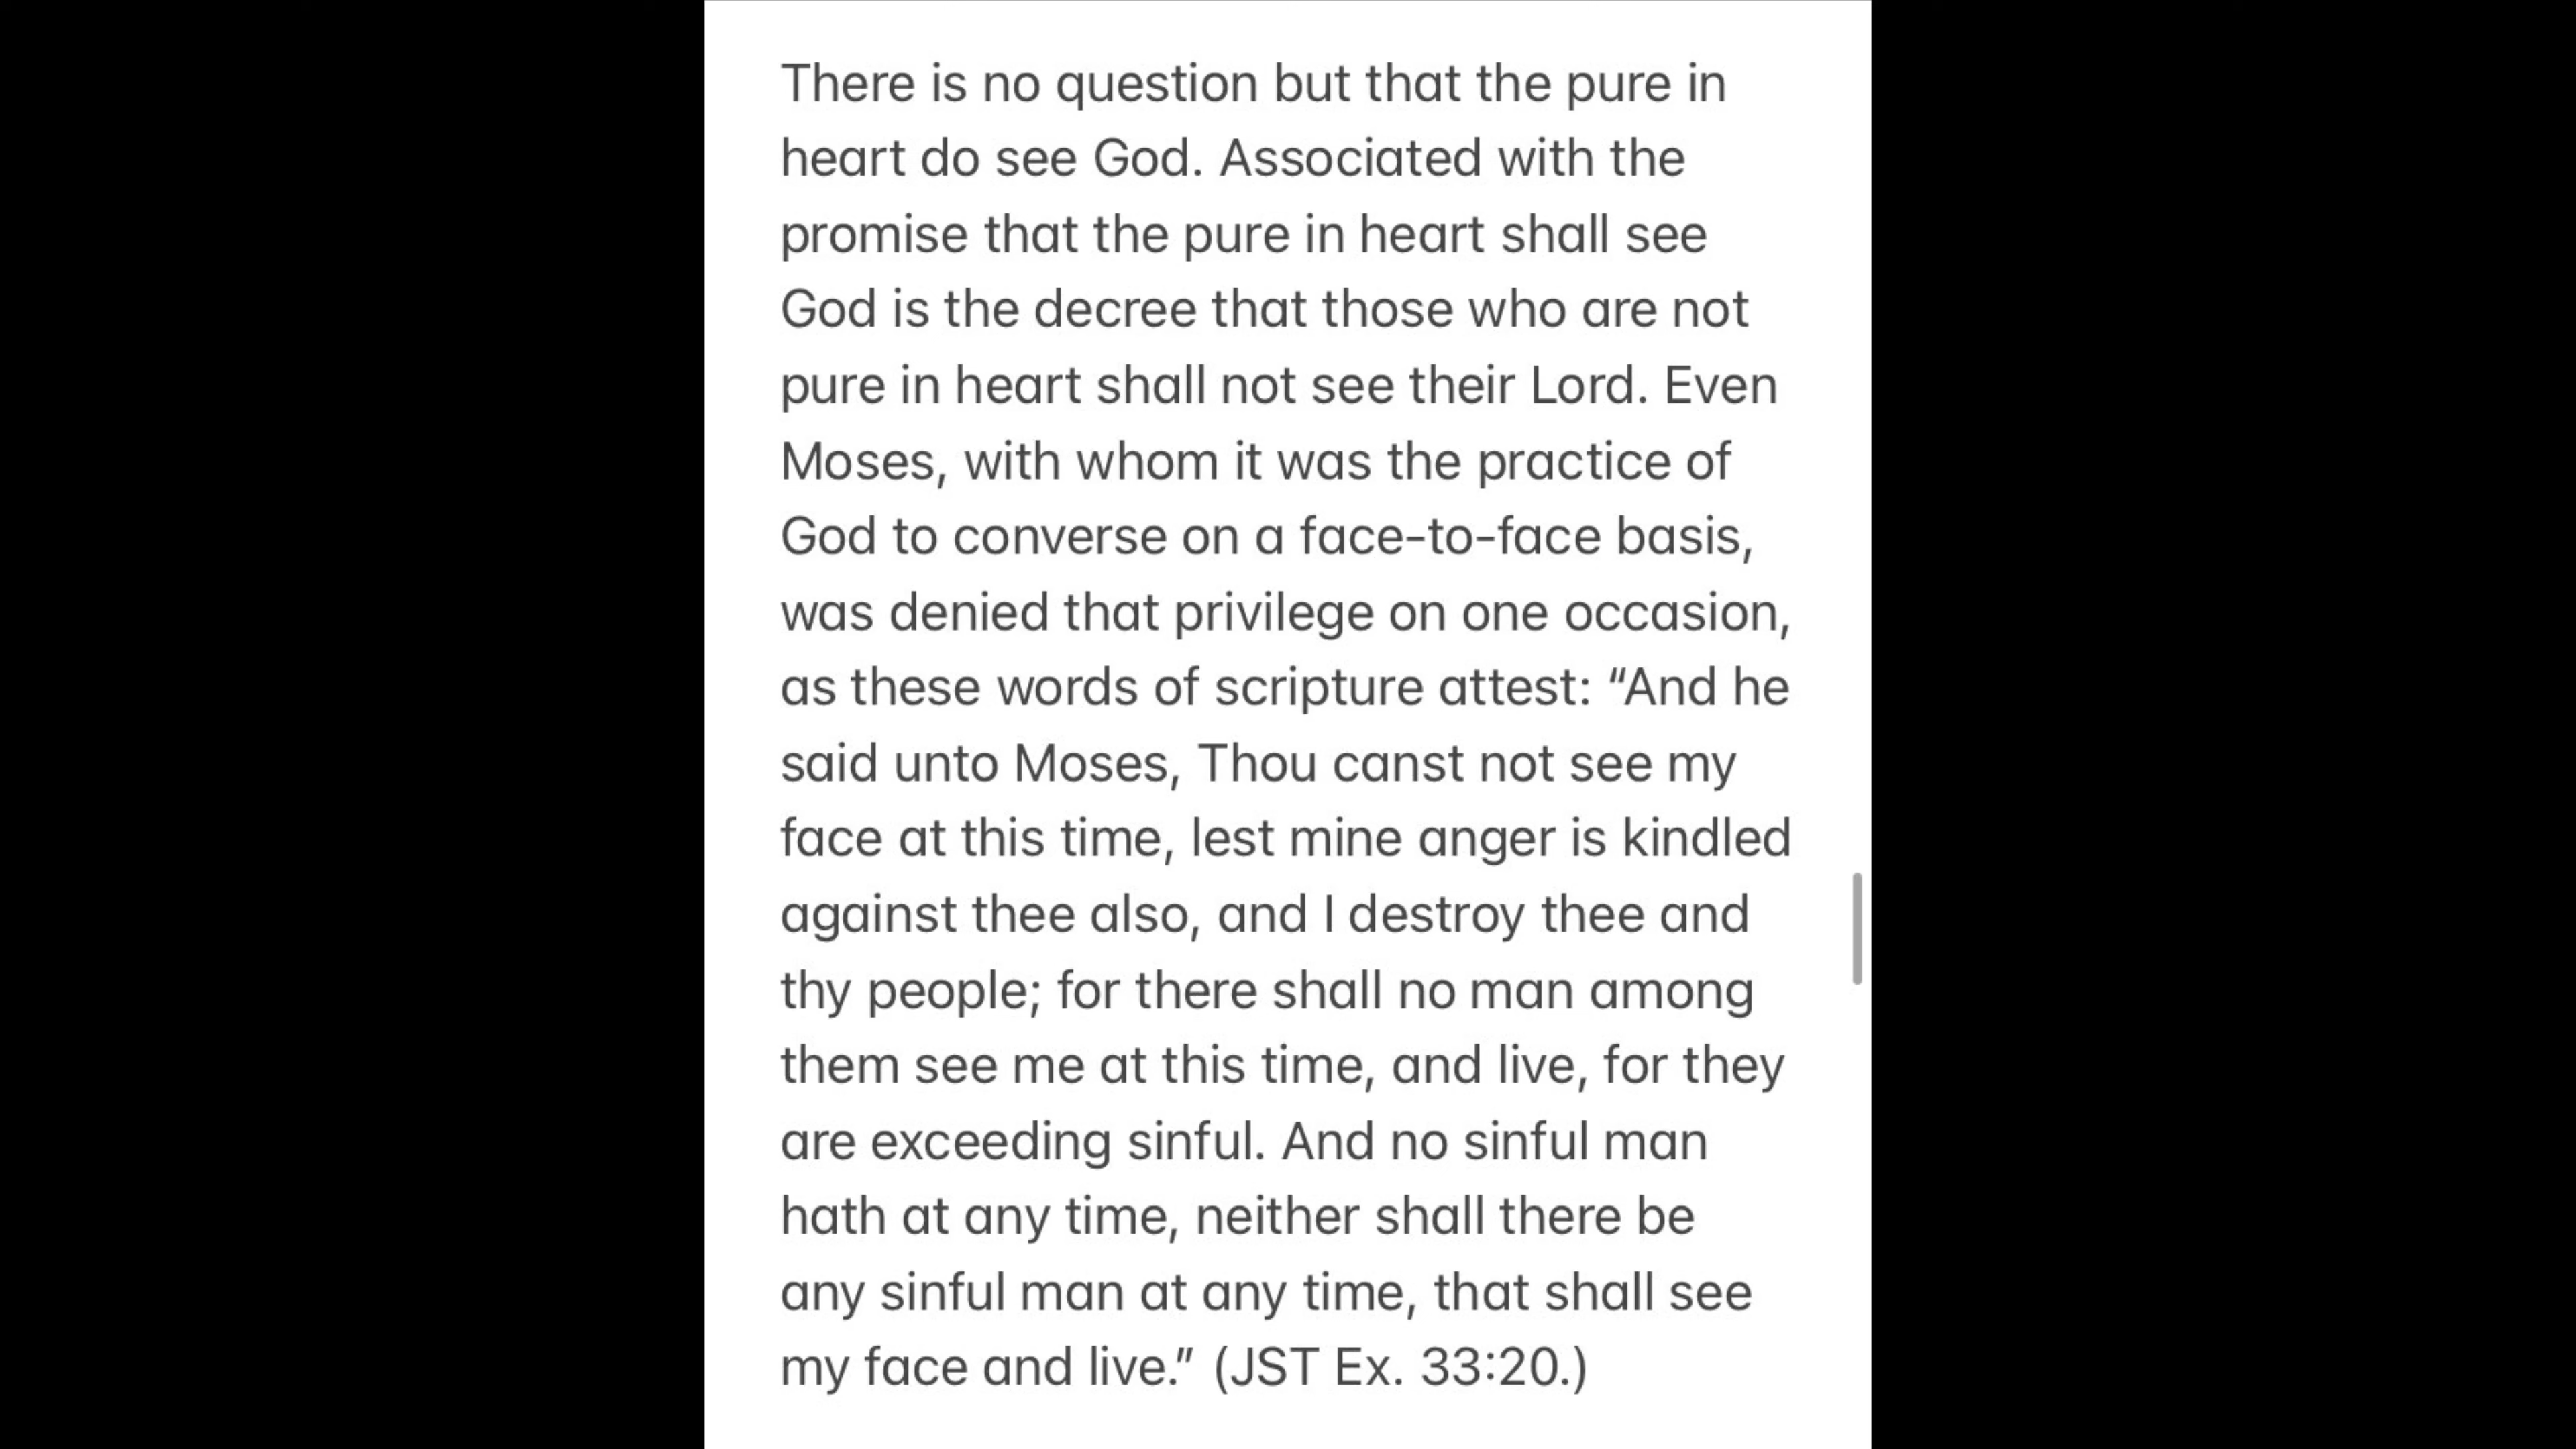 There is no question but that the pure in
heart do see God. Associated with the
promise that the pure in heart shall see
God is the decree that those who are not
pure in heart shall not see their Lord. Even
Moses, with whom it was the practice of
God to converse on a face-to-face basis,
was denied that privilege on one occasion,
as these words of scripture attest: “And he
said unto Moses, Thou canst not see my
face at this time, lest mine anger is kindled
against thee also, and I destroy thee and
thy people; for there shall no man among
them see me at this time, and live, for they
are exceeding sinful. And no sinful man
hath at any time, neither shall there be
any sinful man at any time, that shall see
my face and live.” (JST Ex. 33:20.)